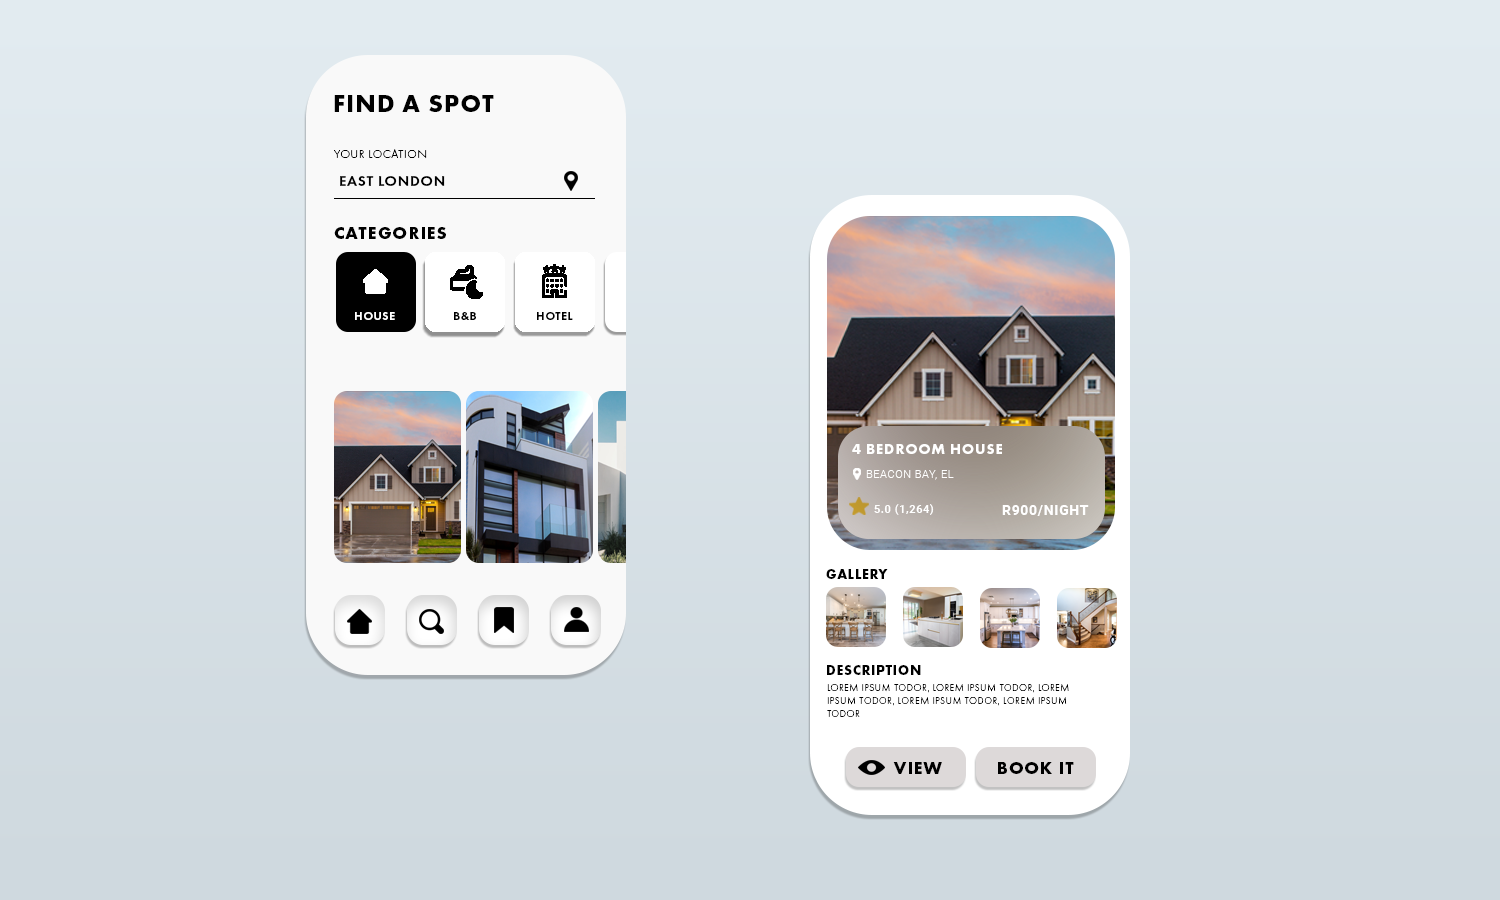 FIND A SPOT
YOUR LOCATION
EAST LONDON
CATEGORIES
HOUSE
B&B
HOTEL
4 BEDROOM HOUSE
BEACON BAY, EL
5.0 (1,264)
R900/NIGHT
GALLERY
DESCRIPTION
LOREM IPSUM TODOR, LOREM IPSUM TODOR, LOREM
IPSUM TODOR, LOREM IPSUM TODOR, LOREM IPSUM
TODOR
VIEW
BOOK IT